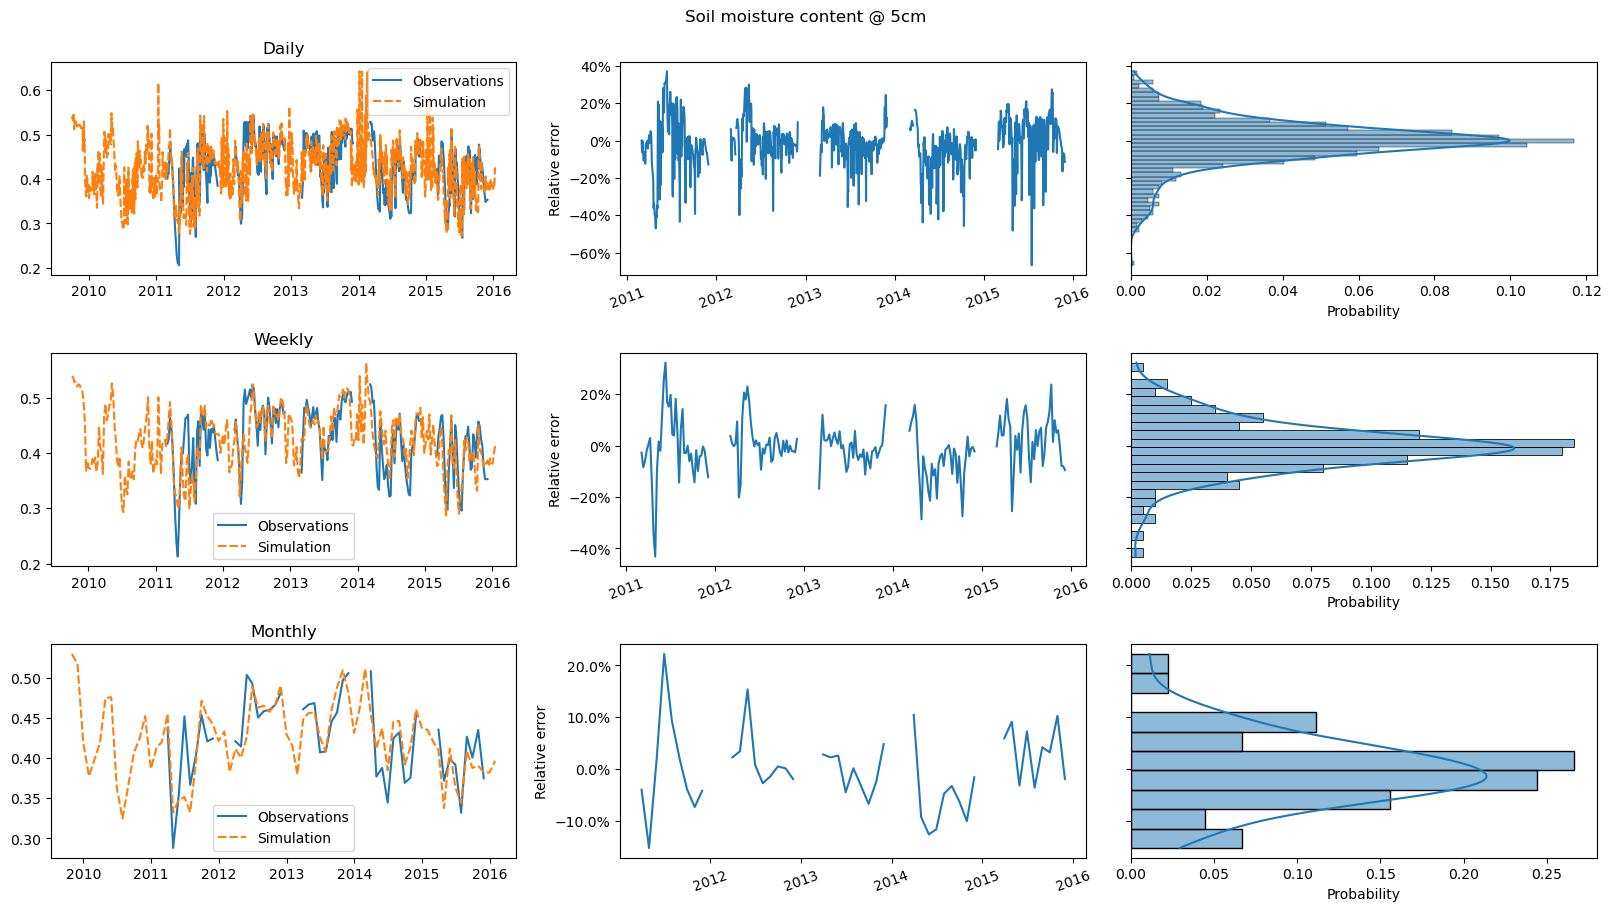 Soil moisture content @ 5cm
Daily
0.6
0.5
0.4
0.3
0.2
2010 2011 2012 2013 2014 2015 2016
Observations
Simulation
Relative error
40%
20%
0%
−20%
−40%
−60%
2011 2012 2013 2014 2015 2016
0.00 0.02 0.04 0.06 0.08 0.10 0.12
Probability
Weekly
0.5
0.4
0.3
0.2
2010 2011 2012 2013 2014 2015 2016
Observations
Simulation
Relative error
20%
0%
−20%
−40%
2011 2012 2013 2014 2015 2016
0.000 0.025 0.050 0.075 0.100 0.125 0.150 0.175
Probability
Monthly
0.50
0.45
0.40
0.35
0.30
2010 2011 2012 2013 2014 2015 2016
Observations
Simulation
Relative error
20.0%
10.0%
0.0%
−10.0%
2012 2013 2014 2015 2016
0.00 0.05 0.10 0.15 0.20 0.25
Probability